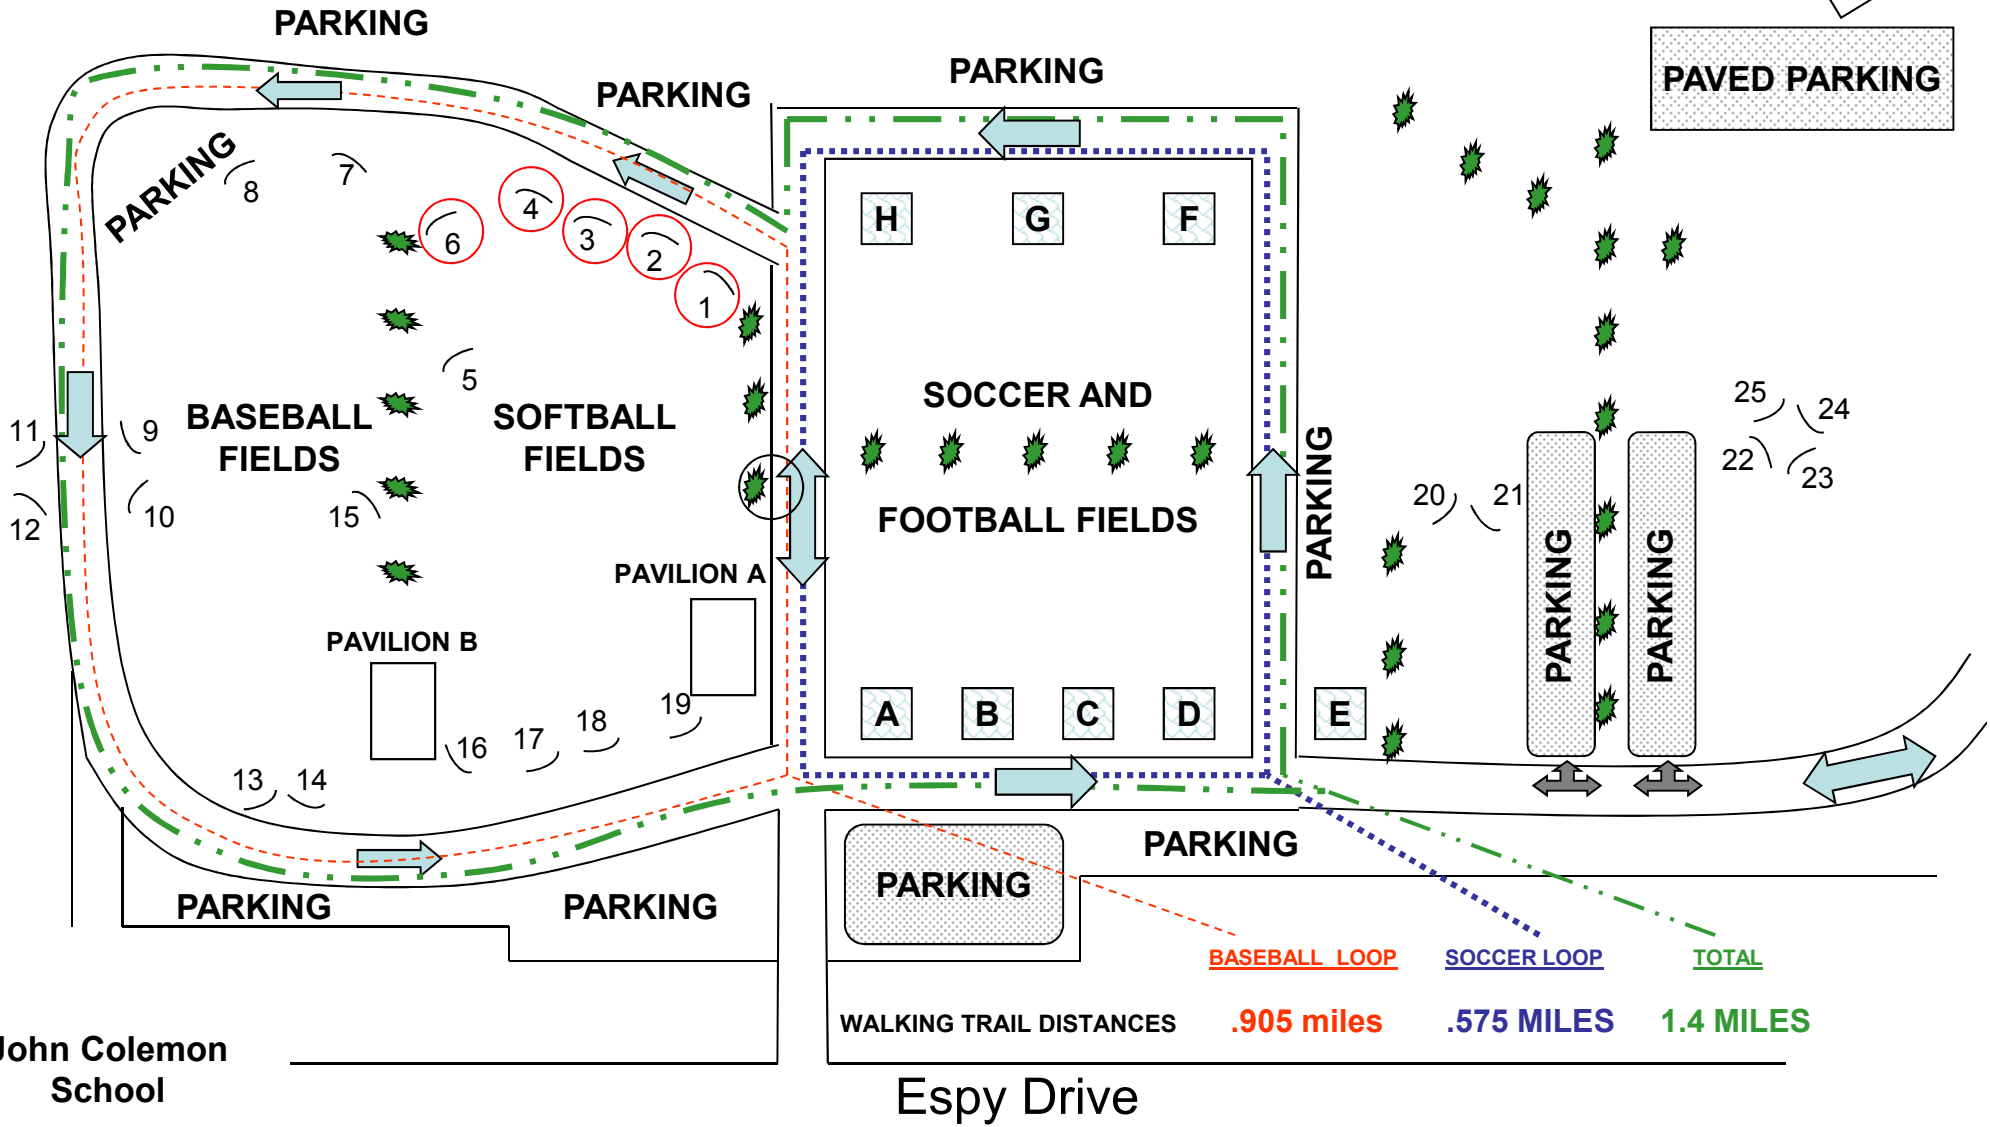 PARKING
PARKING
PARKING
PAVED PARKING
PARKING
8
7
6
4
3
2
1
H
G
F
5
SOCCER AND
FOOTBALL FIELDS
BASEBALL
FIELDS
SOFTBALL
FIELDS
11
9
12
10
15
PARKING
20
21
25
24
22
23
PARKING
PARKING
PAVILION A
PAVILION B
19
18
17
16
13
14
A
B
C
D
E
PARKING
PARKING
PARKING
PARKING
BASEBALL LOOP
SOCCER LOOP
TOTAL
WALKING TRAIL DISTANCES
.905 miles
.575 MILES
1.4 MILES
John Colemon
School
Espy Drive